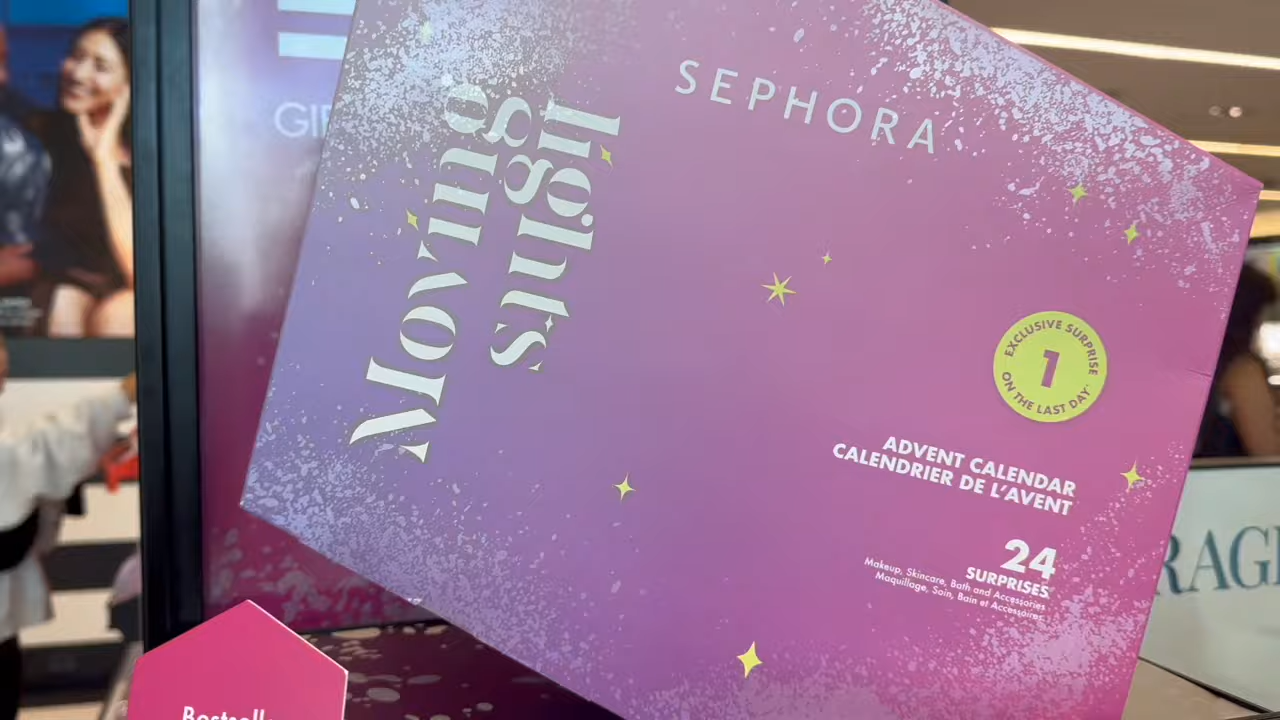 SEPHORA
Moving
lights
EXCLUSIVE SURPRISE
1
ON THE LAST DAY
ADVENT CALENDAR
CALENDRIER DE L'AVENT
24
SURPRISES
Makeup, Skincare, Bath and Accessories
Maquillage, Soin, Bain et Accessoires